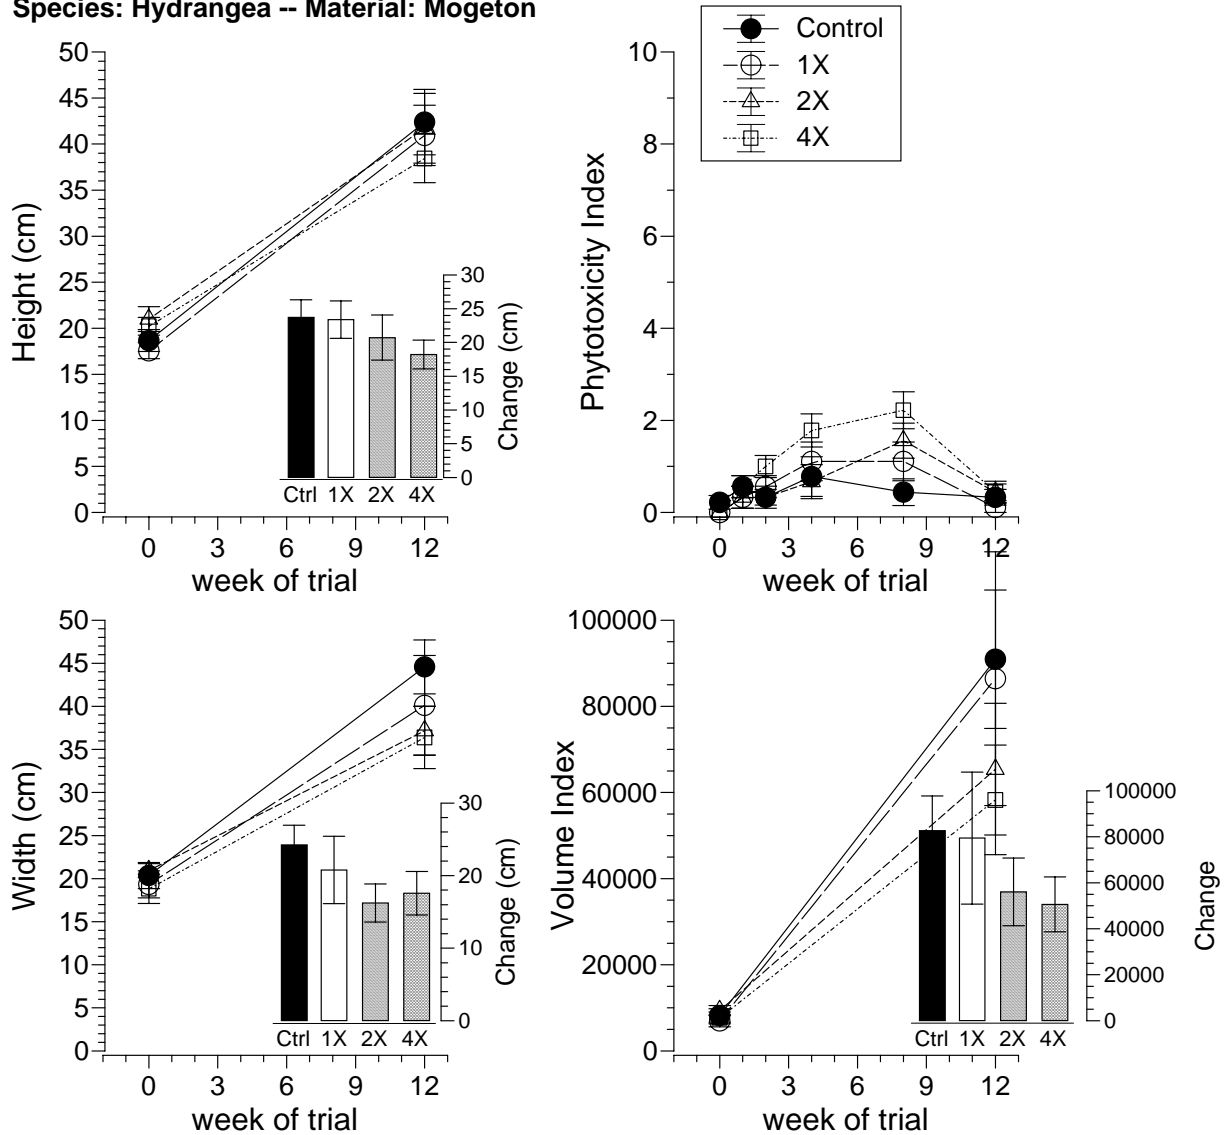 Species: Hydrangea -- Material: Mogeton
Control
1X
2X
4X
50
45
40
35
30
25
20
15
10
5
0
Height (cm)
0 3 6 9 12
week of trial
30
25
20
15
10
5
0
Change (cm)
Ctrl 1X 2X 4X
10
8
6
4
2
0
Phytotoxicity Index
0 3 6 9 12
week of trial
50
45
40
35
30
25
20
15
10
5
0
Width (cm)
0 3 6 9 12
week of trial
30
20
10
0
Change (cm)
Ctrl 1X 2X 4X
100000
80000
60000
40000
20000
0
Volume Index
0 3 6 9 12
week of trial
100000
80000
60000
40000
20000
0
Change
Ctrl 1X 2X 4X